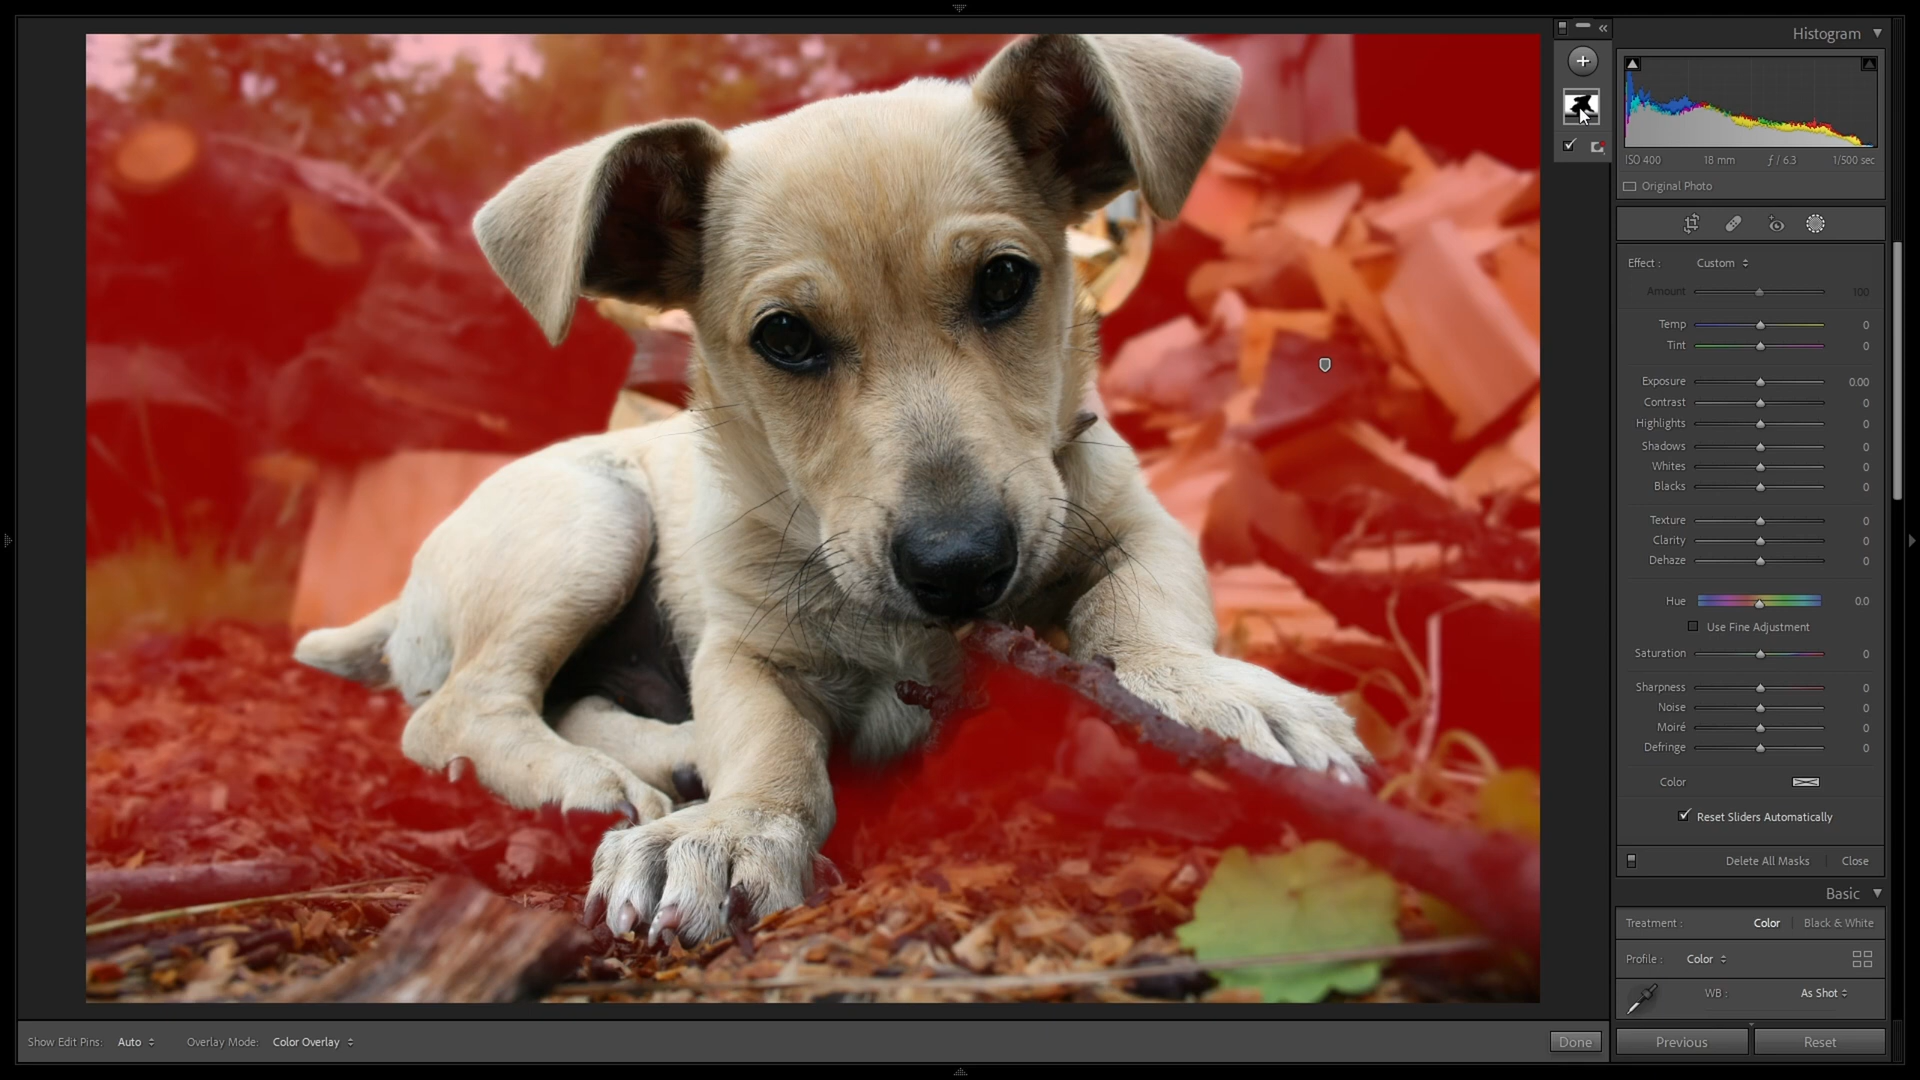 Histogram
ISO 400 18 mm ƒ / 6.3 1/500 sec
Original Photo
Effect : Custom
Amount 100
Temp 0
Tint 0
Exposure 0.00
Contrast 0
Highlights 0
Shadows 0
Whites 0
Blacks 0
Texture 0
Clarity 0
Dehaze 0
Hue 0.0
Use Fine Adjustment
Saturation 0
Sharpness 0
Noise 0
Moiré 0
Defringe 0
Color
Reset Sliders Automatically
Delete All Masks Close
Basic
Treatment : Color Black & White
Profile : Color
WB : As Shot
Show Edit Pins: Auto Overlay Mode: Color Overlay Done Previous Reset